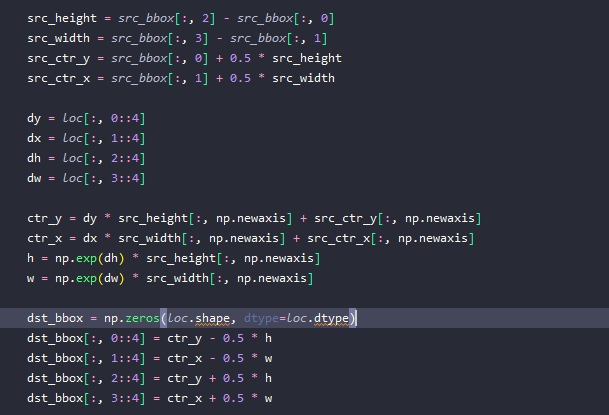 src_height = src_bbox[:, 2] - src_bbox[:, 0]
src_width = src_bbox[:, 3] - src_bbox[:, 1]
src_ctr_y = src_bbox[:, 0] + 0.5 * src_height
src_ctr_x = src_bbox[:, 1] + 0.5 * src_width
dy = loc[:, 0::4]
dx = loc[:, 1::4]
dh = loc[:, 2::4]
dw = loc[:, 3::4]
ctr_y = dy * src_height[:, np.newaxis] + src_ctr_y[:, np.newaxis]
ctr_x = dx * src_width[:, np.newaxis] + src_ctr_x[:, np.newaxis]
h = np.exp(dh) * src_height[:, np.newaxis]
w = np.exp(dw) * src_width[:, np.newaxis]
dst_bbox = np.zeros(loc.shape, dtype=loc.dtype)
dst_bbox[:, 0::4] = ctr_y - 0.5 * h
dst_bbox[:, 1::4] = ctr_x - 0.5 * w
dst_bbox[:, 2::4] = ctr_y + 0.5 * h
dst_bbox[:, 3::4] = ctr_x + 0.5 * w